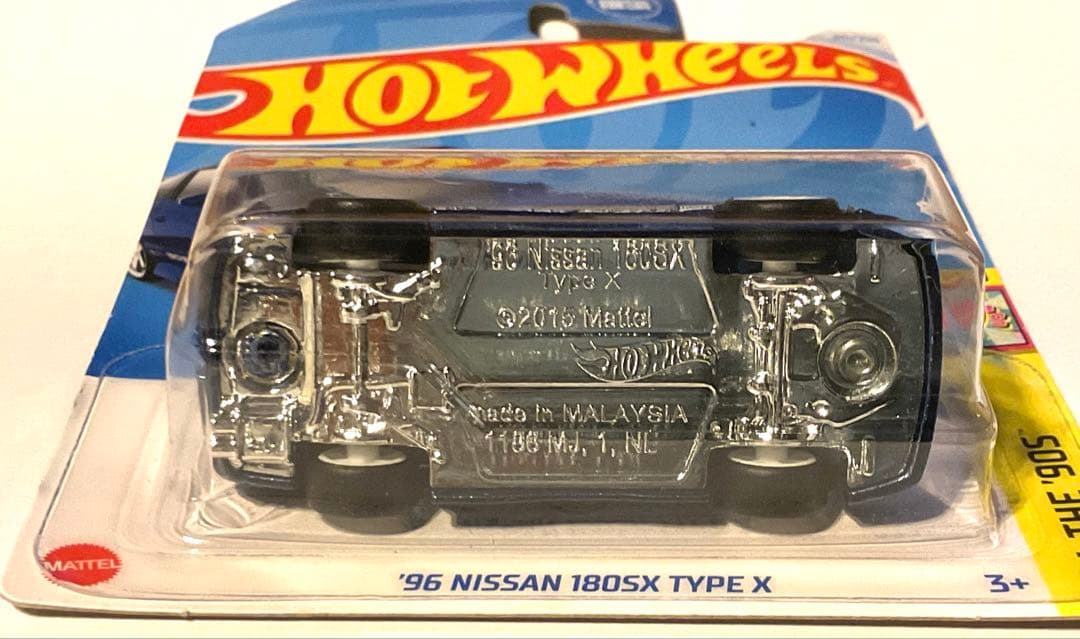 HOT WHEELS
'96 Nissan 180SX
Type X
©2015 Mattel
HOT WHEELS
made in MALAYSIA
1186 MJ, 1, NL
THE '90S
MATTEL
'96 NISSAN 180SX TYPE X
3+